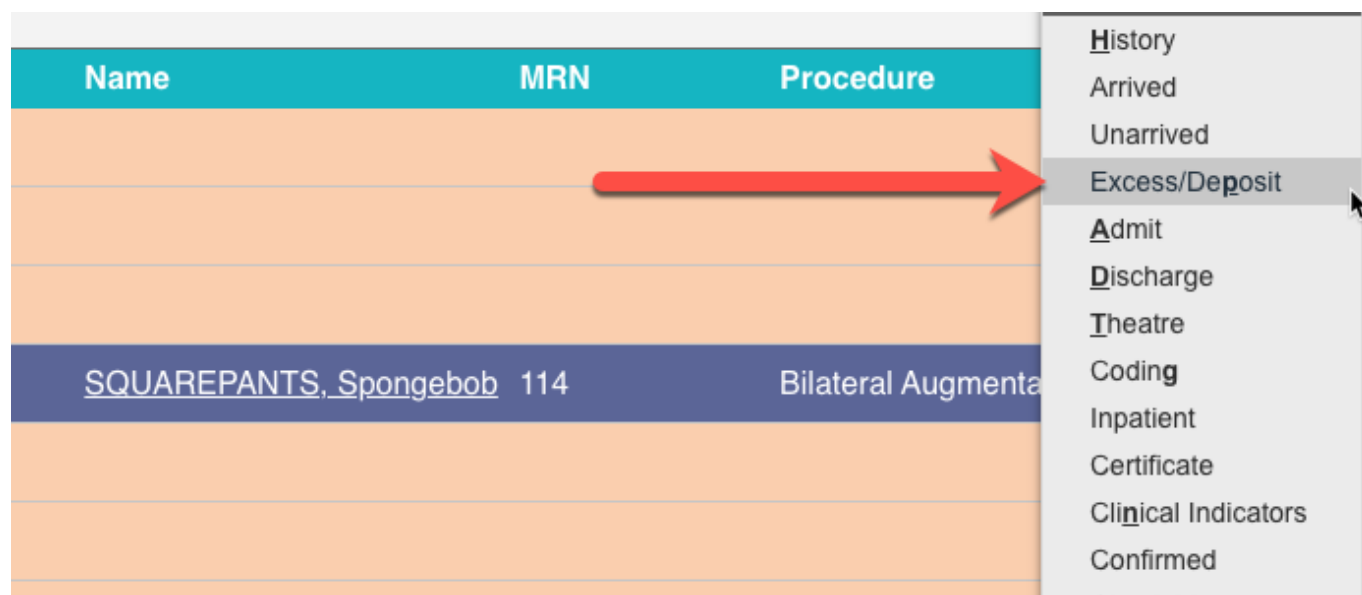 Name MRN Procedure
SQUAREPANTS, Spongebob 114 Bilateral
History
Arrived
Unarrived
Excess/Deposit
Admit
Discharge
Theatre
Coding
Inpatient
Certificate
Clinical Indicators
Confirmed